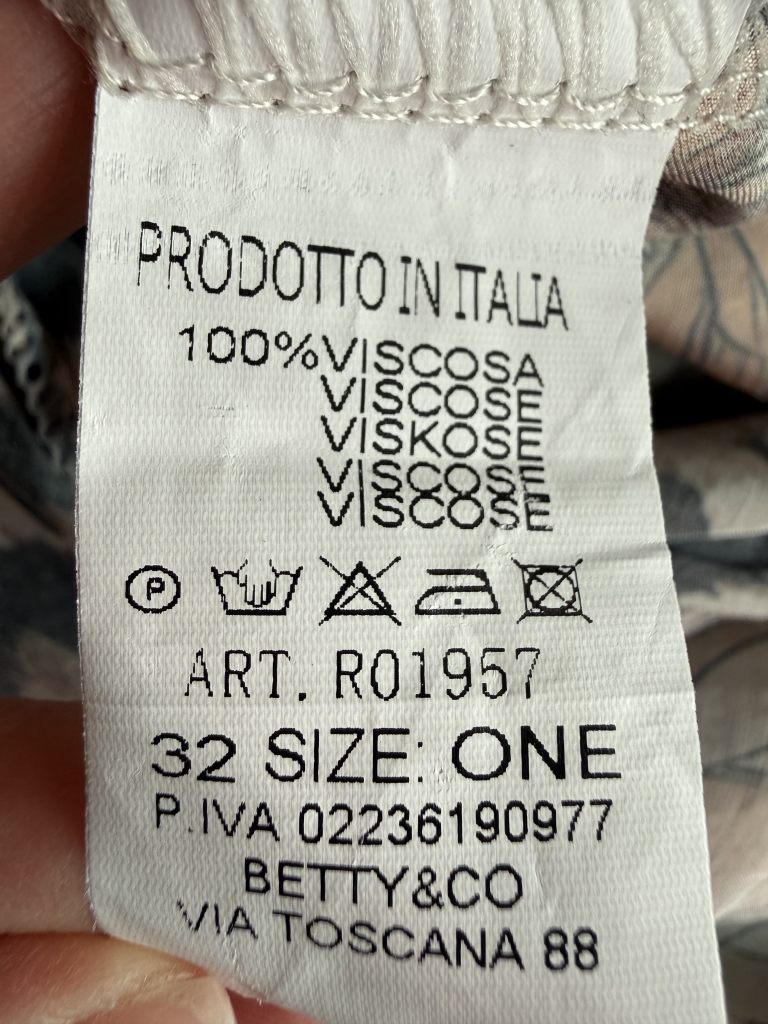 PRODOTTO IN ITALIA
100%VISCOSA
VISCOSE
VISKOSE
VISCOSE
VISCOSE
P
ART. R01957
32 SIZE: ONE
P.IVA 02236190977
BETTY&CO
VIA TOSCANA 88